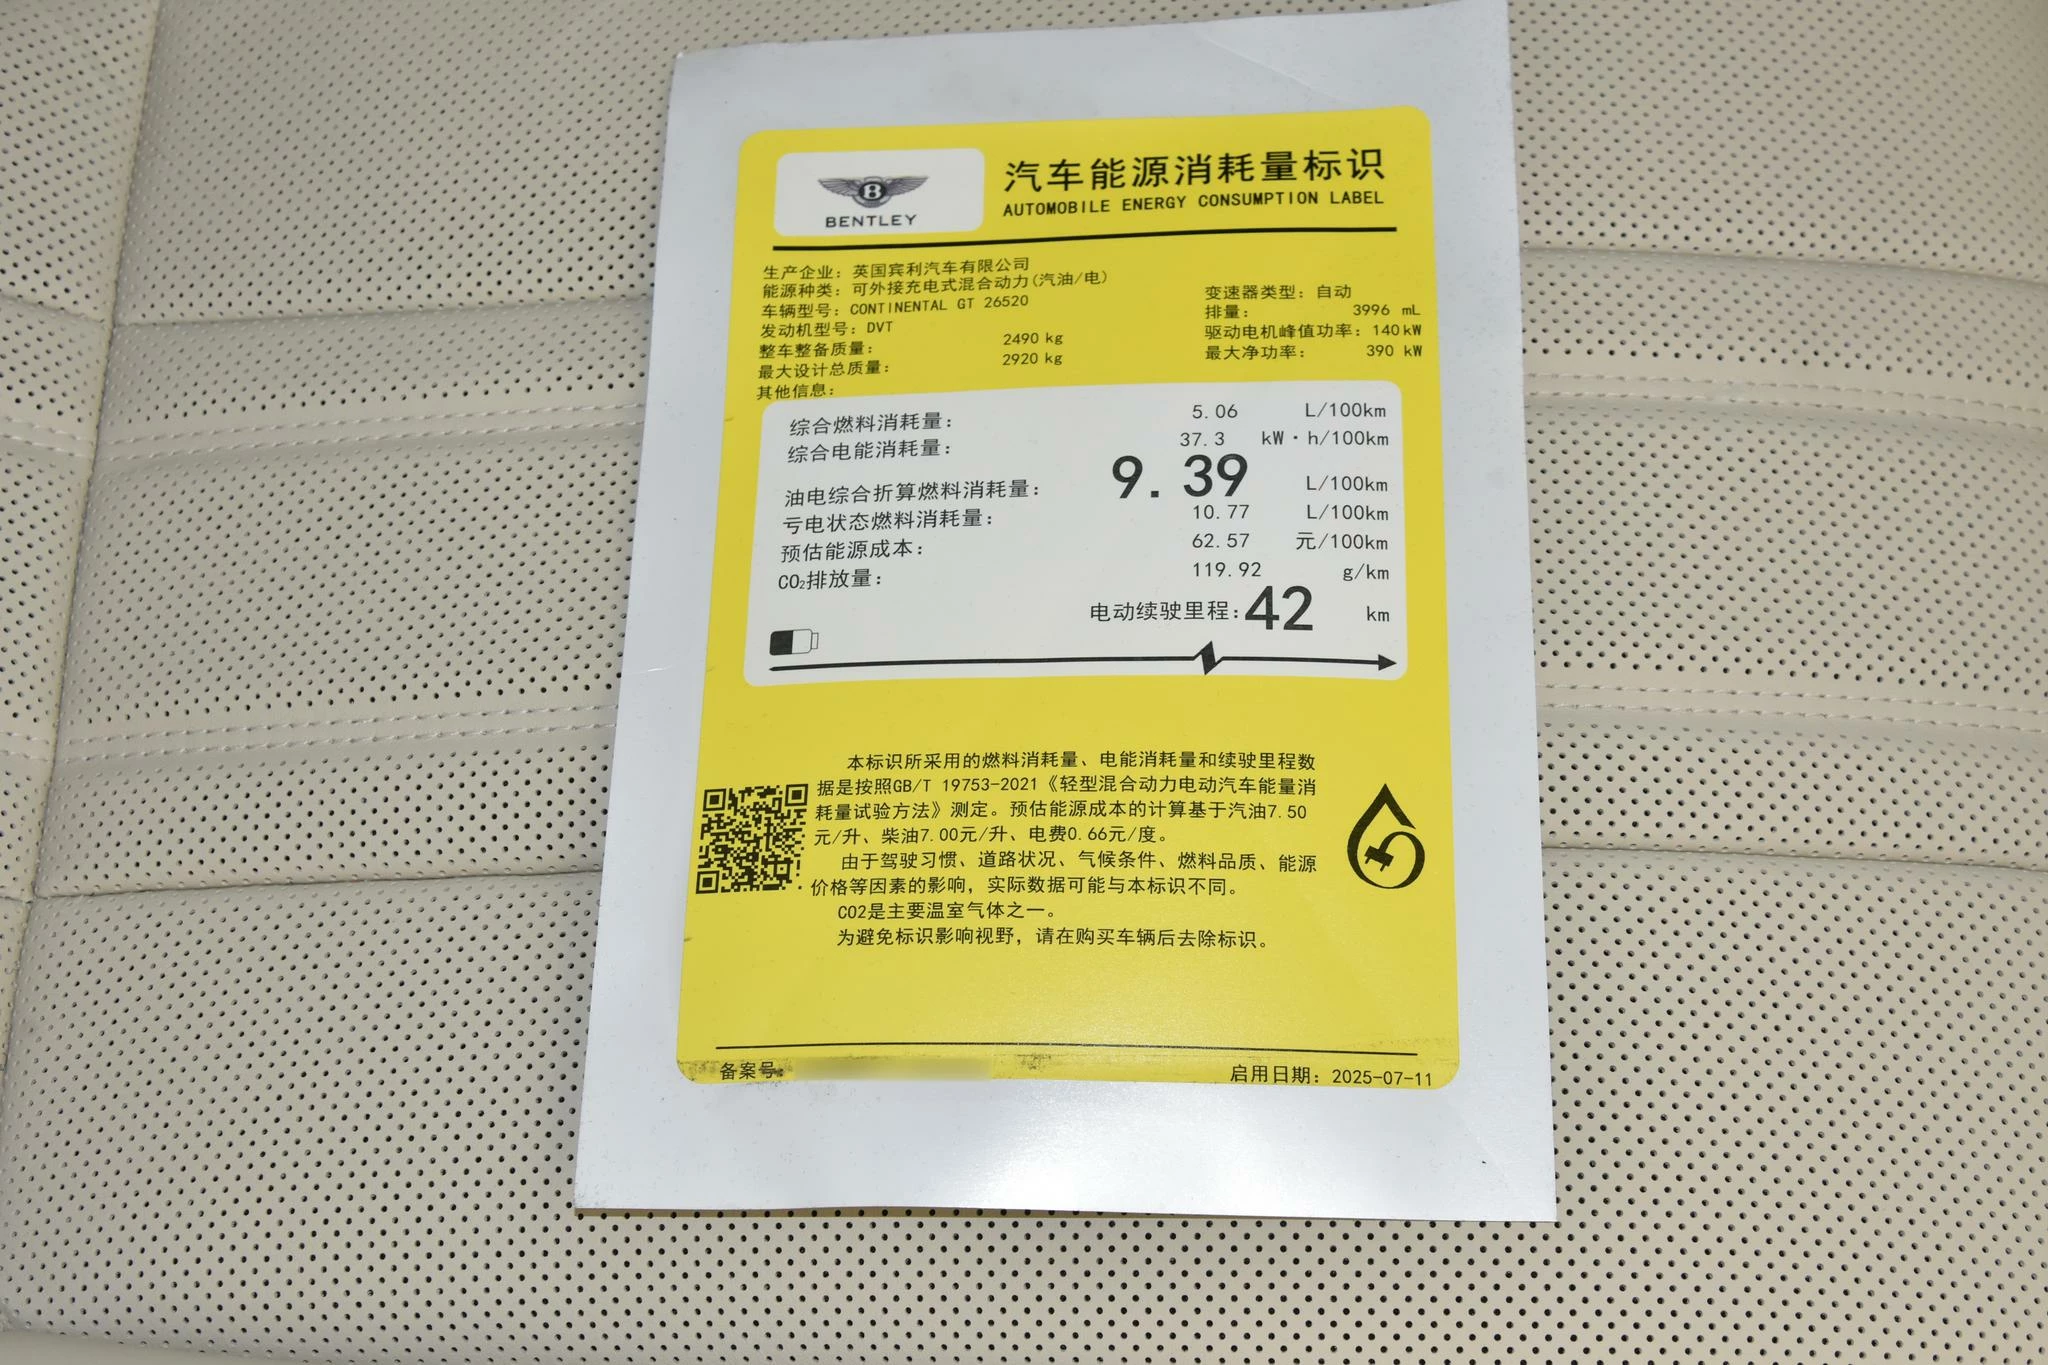 BENTLEY
汽车能源消耗量标识
AUTOMOBILE ENERGY CONSUMPTION LABEL
生产企业：英国宾利汽车有限公司
能源种类：可外接充电式混合动力(汽油/电)
车辆型号：CONTINENTAL GT 26520
发动机型号：DVT
整车整备质量： 2490 kg
最大设计总质量： 2920 kg
其他信息：
变速器类型：自动
排量： 3996 mL
驱动电机峰值功率：140kW
最大净功率： 390 kW
综合燃料消耗量： 5.06 L/100km
综合电能消耗量： 37.3 kW·h/100km
油电综合折算燃料消耗量： 9.39 L/100km
亏电状态燃料消耗量： 10.77 L/100km
预估能源成本： 62.57 元/100km
CO₂排放量： 119.92 g/km
电动续驶里程：42 km
本标识所采用的燃料消耗量、电能消耗量和续驶里程数
据是按照GB/T 19753-2021《轻型混合动力电动汽车能量消
耗量试验方法》测定。预估能源成本的计算基于汽油7.50
元/升、柴油7.00元/升、电费0.66元/度。
由于驾驶习惯、道路状况、气候条件、燃料品质、能源
价格等因素的影响，实际数据可能与本标识不同。
CO2是主要温室气体之一。
为避免标识影响视野，请在购买车辆后去除标识。
备案号：
启用日期：2025-07-11